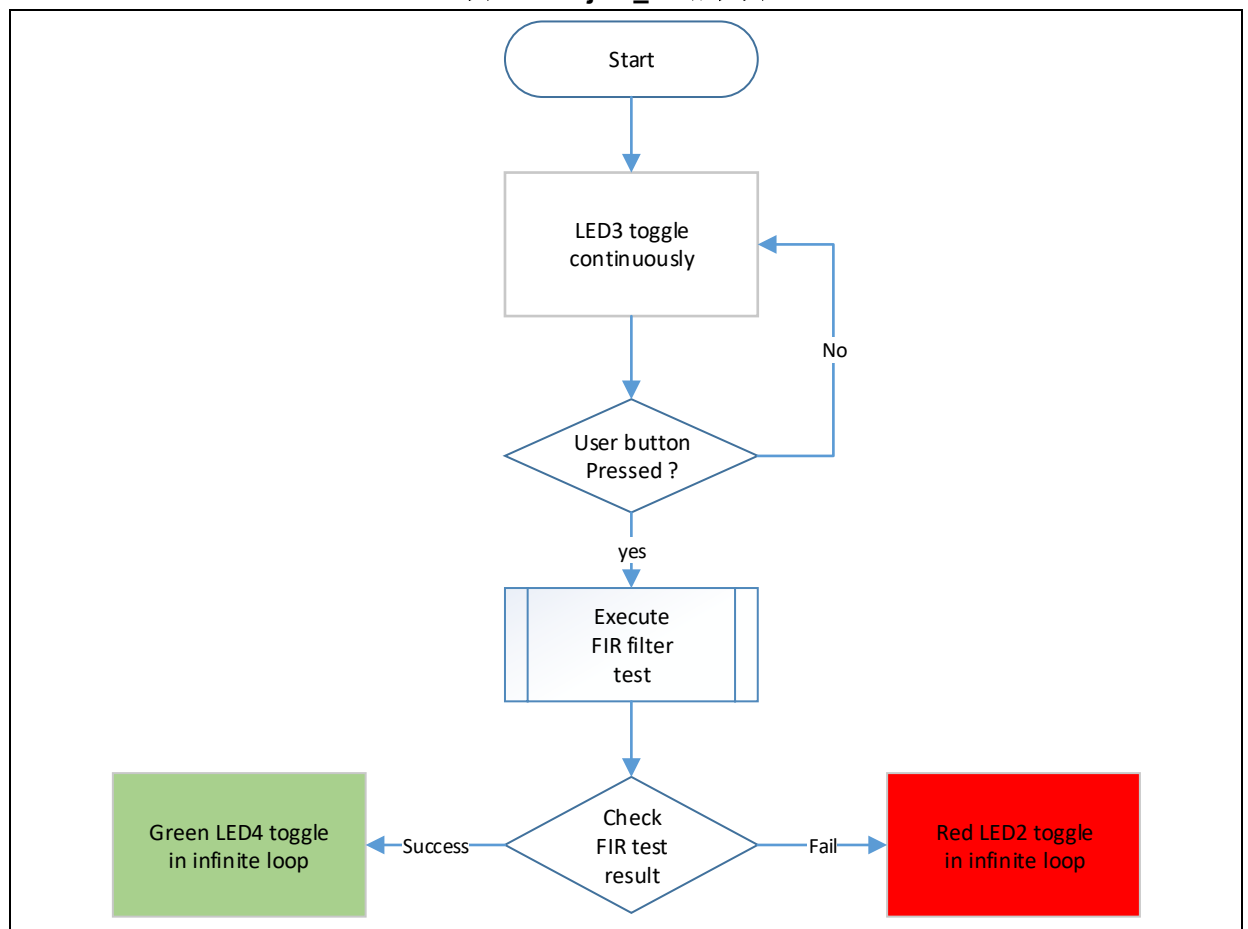 Start
LED3 toggle
continuously
No
User button
Pressed ?
yes
Execute
FIR filter
test
Check
FIR test
result
Green LED4 toggle
in infinite loop
Success
Fail
Red LED2 toggle
in infinite loop